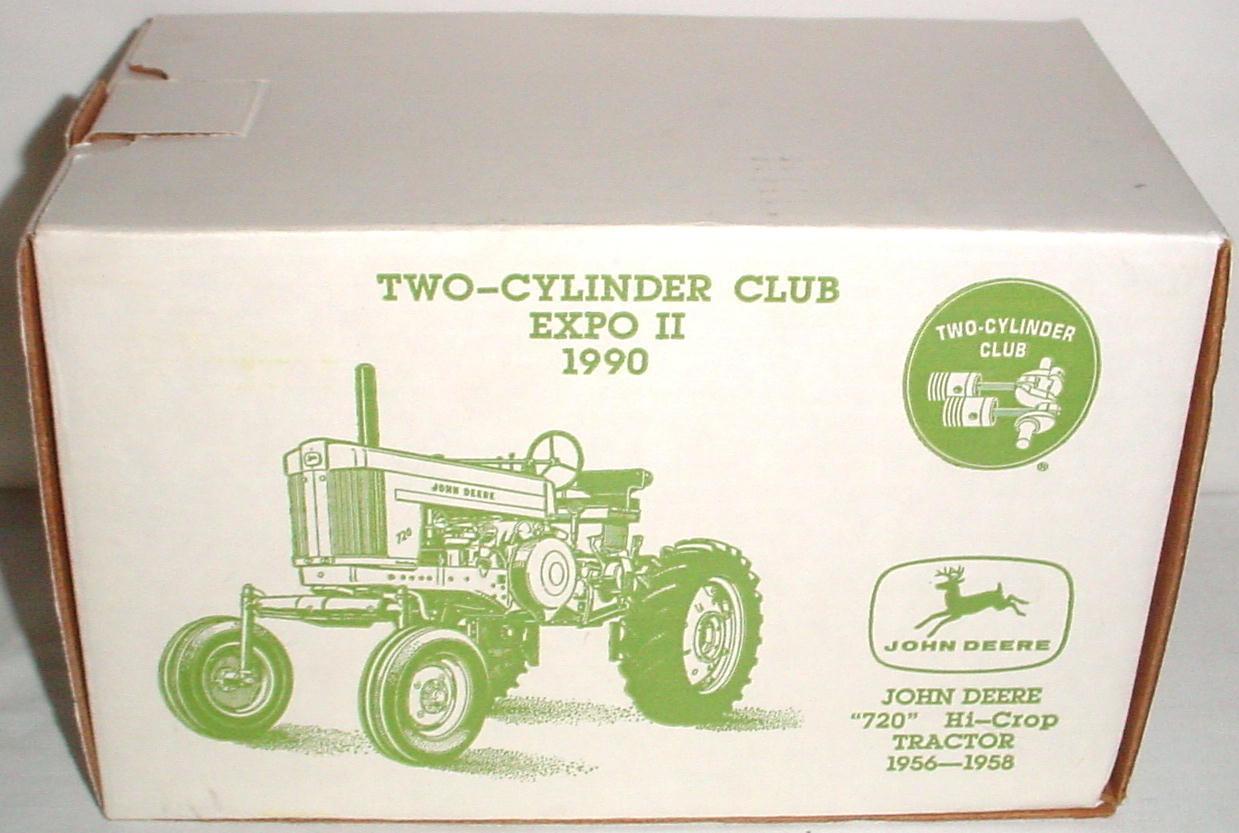 TWO–CYLINDER CLUB
EXPO II
1990
TWO-CYLINDER
CLUB
®
JOHN DEERE
720
JOHN DEERE
JOHN DEERE
"720" Hi–Crop
TRACTOR
1956—1958